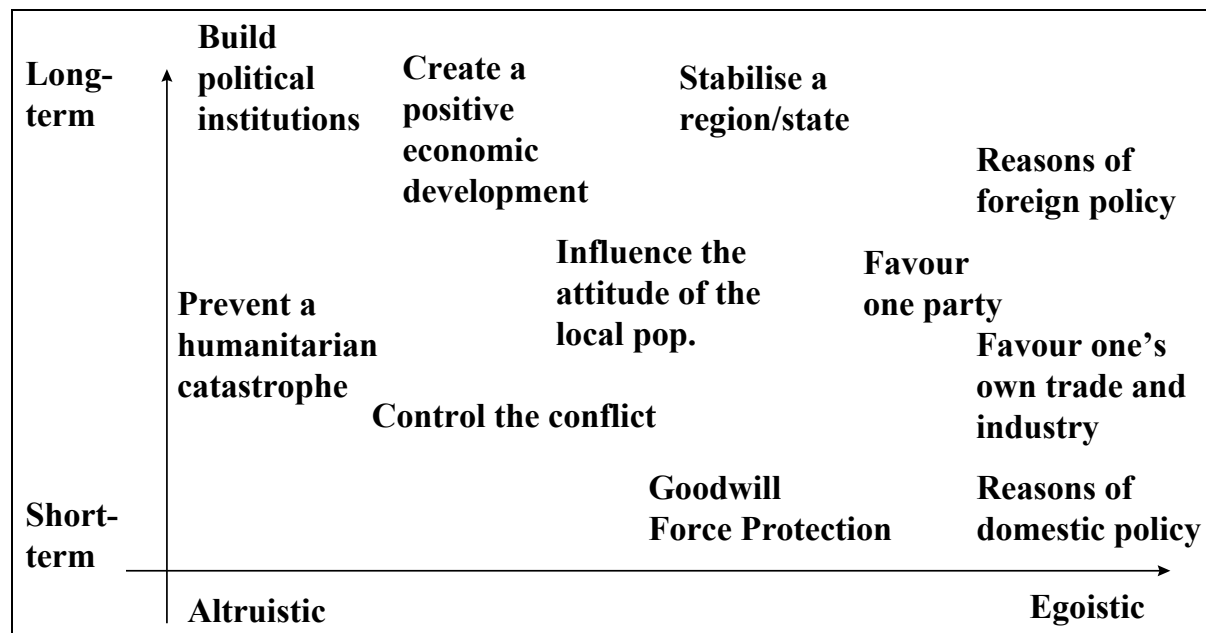 Build
political
institutions
Long-
term
Create a
positive
economic
development
Stabilise a
region/state
Reasons of
foreign policy
Influence the
attitude of the
local pop.
Favour
one party
Prevent a
humanitarian
catastrophe
Favour one’s
own trade and
industry
Control the conflict
Goodwill
Force Protection
Reasons of
domestic policy
Short-
term
Altruistic
Egoistic